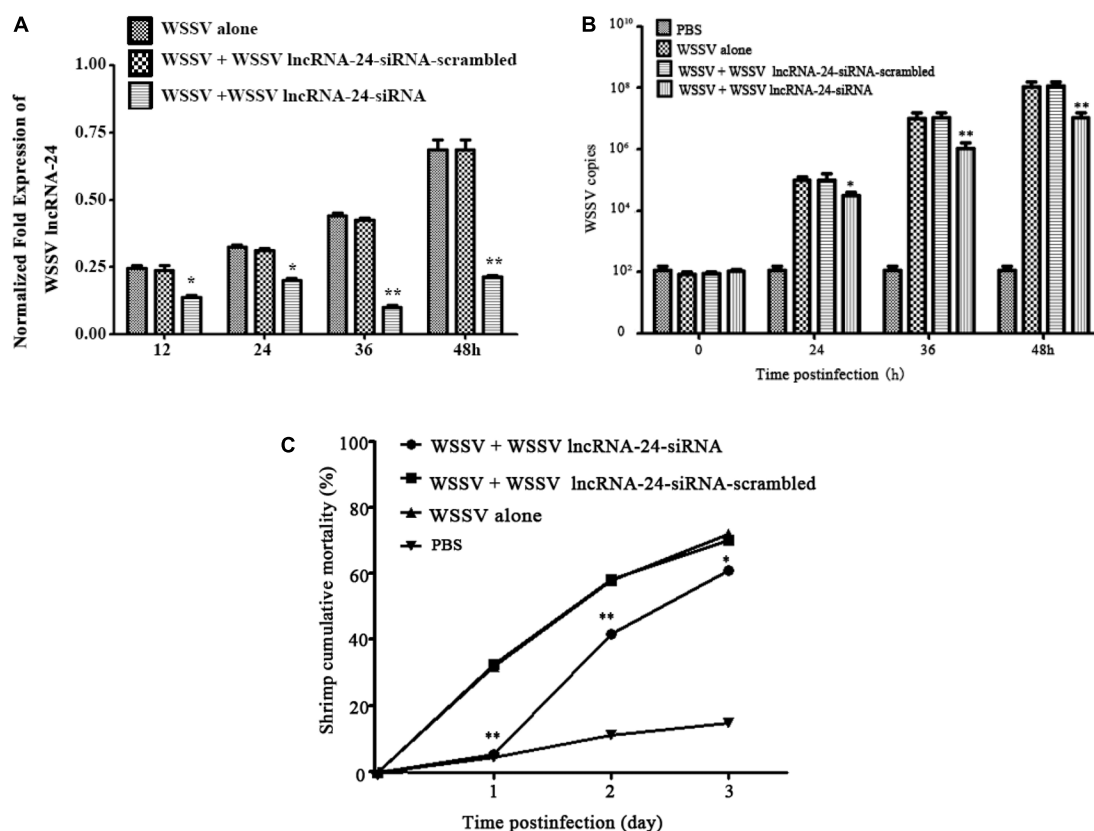 A
WSSV alone
WSSV + WSSV lncRNA-24-siRNA-scrambled
WSSV +WSSV lncRNA-24-siRNA
Normalized Fold Expression of
WSSV lncRNA-24
1.00
0.75
0.50
0.25
0.00
*
*
**
**
12 24 36 48h
B
PBS
WSSV alone
WSSV + WSSV lncRNA-24-siRNA-scrambled
WSSV + WSSV lncRNA-24-siRNA
WSSV copies
10¹⁰
10⁸
10⁶
10⁴
10²
0
*
**
**
0 24 36 48h
Time postinfection (h)
C
WSSV + WSSV lncRNA-24-siRNA
WSSV + WSSV lncRNA-24-siRNA-scrambled
WSSV alone
PBS
Shrimp cumulative mortality (%)
100
80
60
40
20
0
**
**
*
1 2 3
Time postinfection (day)